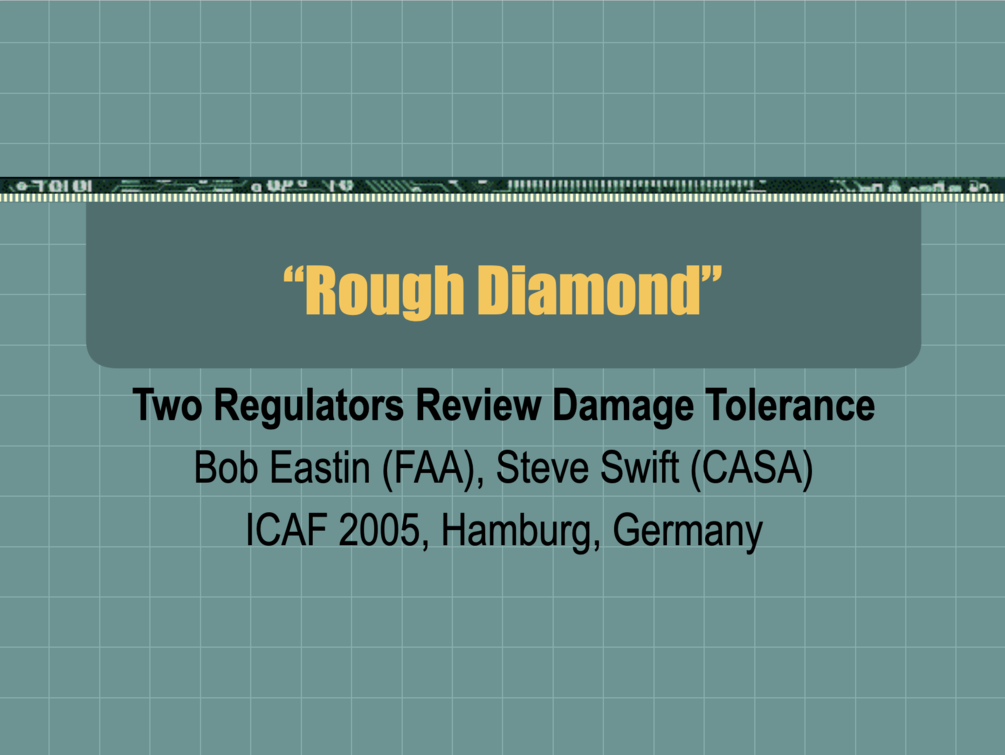 “Rough Diamond”
Two Regulators Review Damage Tolerance
Bob Eastin (FAA), Steve Swift (CASA)
ICAF 2005, Hamburg, Germany